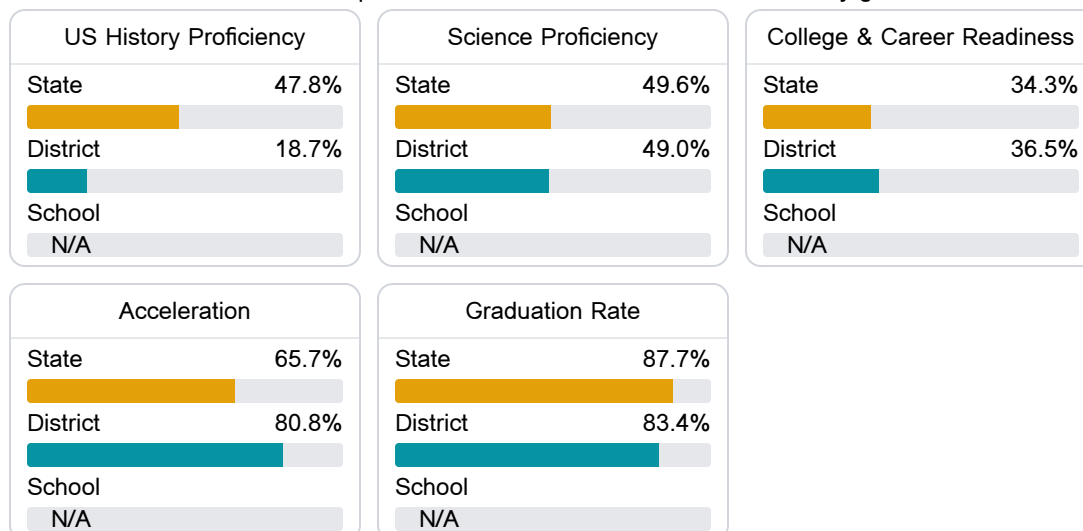 US History Proficiency
State 47.8%
District 18.7%
School
N/A
Science Proficiency
State 49.6%
District 49.0%
School
N/A
College & Career Readiness
State 34.3%
District 36.5%
School
N/A
Acceleration
State 65.7%
District 80.8%
School
N/A
Graduation Rate
State 87.7%
District 83.4%
School
N/A